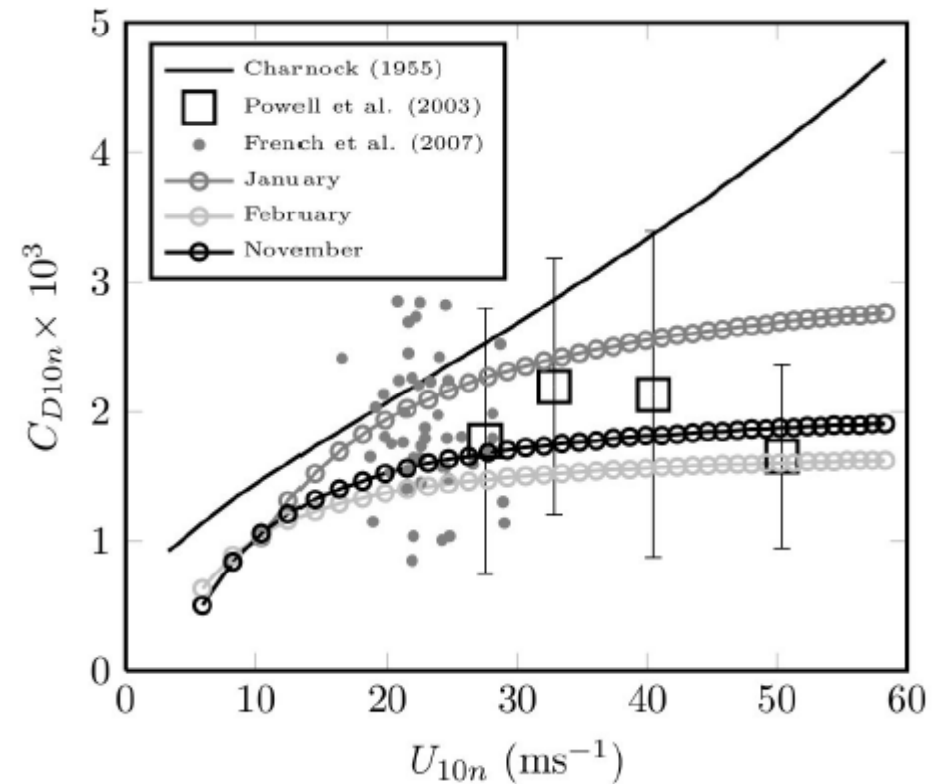 5
4
3
2
1
0
C_{D10n} × 10^3
Charnock (1955)
Powell et al. (2003)
French et al. (2007)
January
February
November
0 10 20 30 40 50 60
U_{10n} (ms^{-1})